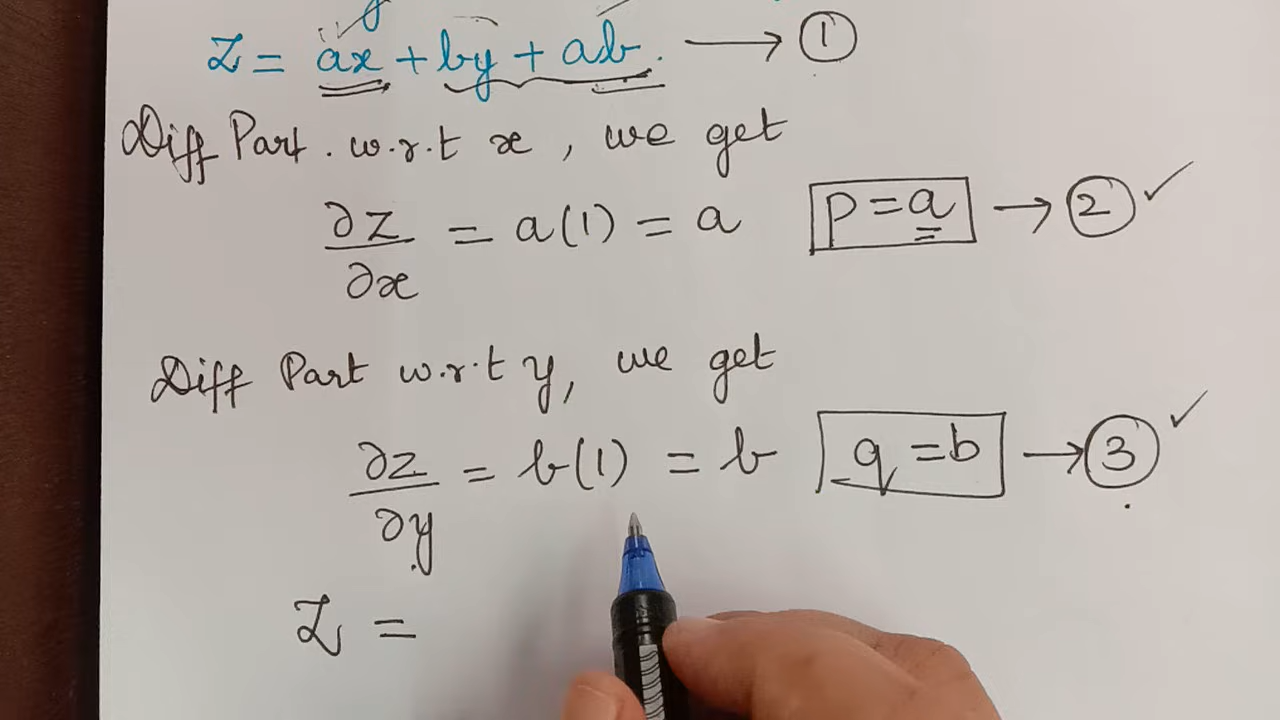 Z = ax + by + ab. → ①
Diff Part. w.r.t x, we get
∂z/∂x = a(1) = a p = a → ② ✓
Diff Part w.r.t y, we get
∂z/∂y = b(1) = b q = b → ③ ✓
Z =